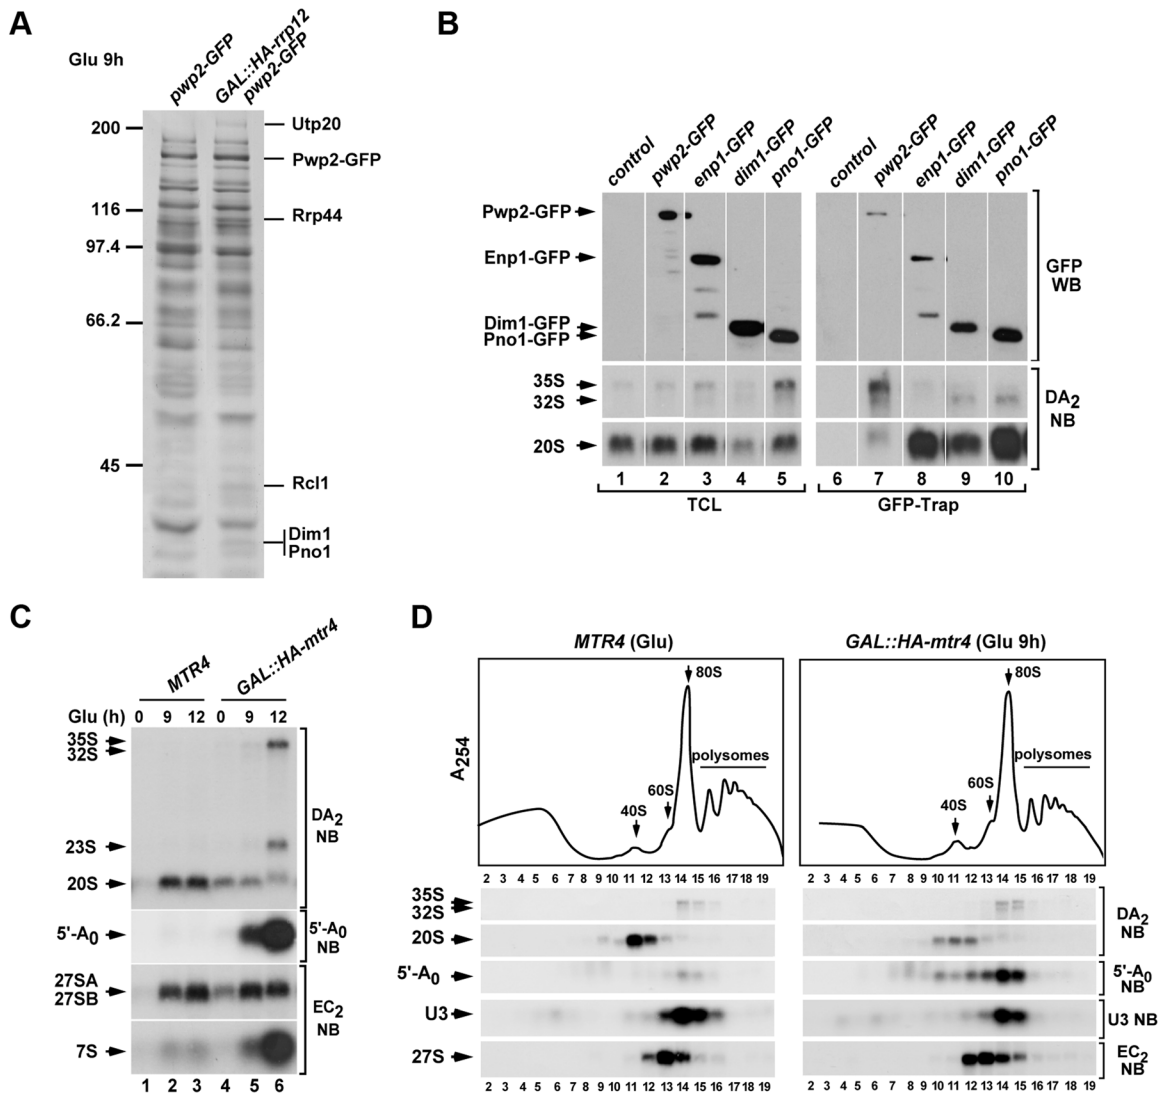 A
Glu 9h
pwp2-GFP
GAL::HA-rrp12
pwp2-GFP
200
116
97.4
66.2
45
Utp20
Pwp2-GFP
Rrp44
Rcl1
Dim1
Pno1
B
control
pwp2-GFP
enp1-GFP
dim1-GFP
pno1-GFP
control
pwp2-GFP
enp1-GFP
dim1-GFP
pno1-GFP
Pwp2-GFP
Enp1-GFP
Dim1-GFP
Pno1-GFP
GFP
WB
35S
32S
20S
DA2
NB
1 2 3 4 5 6 7 8 9 10
TCL GFP-Trap
C
MTR4 GAL::HA-mtr4
Glu (h) 0 9 12 0 9 12
35S
32S
23S
20S
DA2
NB
5'-A0
5'-A0
NB
27SA
27SB
7S
EC2
NB
1 2 3 4 5 6
D
MTR4 (Glu) GAL::HA-mtr4 (Glu 9h)
A254
80S
polysomes
60S
40S
80S
polysomes
60S
40S
2 3 4 5 6 7 8 9 10 11 12 13 14 15 16 17 18 19
2 3 4 5 6 7 8 9 10 11 12 13 14 15 16 17 18 19
35S
32S
20S
DA2
NB
5'-A0
5'-A0
NB
U3
U3 NB
27S
EC2
NB
2 3 4 5 6 7 8 9 10 11 12 13 14 15 16 17 18 19
2 3 4 5 6 7 8 9 10 11 12 13 14 15 16 17 18 19